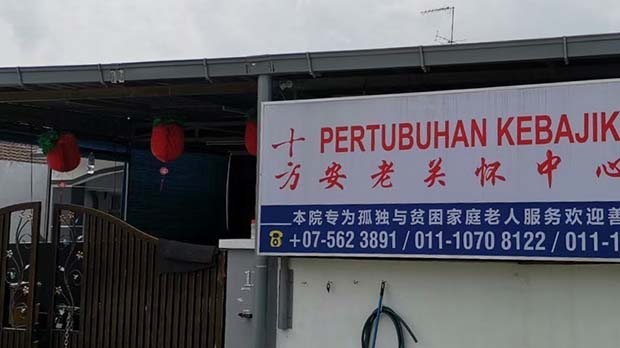 十方 PERTUBUHAN KEBAJIK
安老关怀中心
本院专为孤独与贫困家庭老人服务欢迎善
☎ +07-562 3891 / 011-1070 8122 / 011-1
1